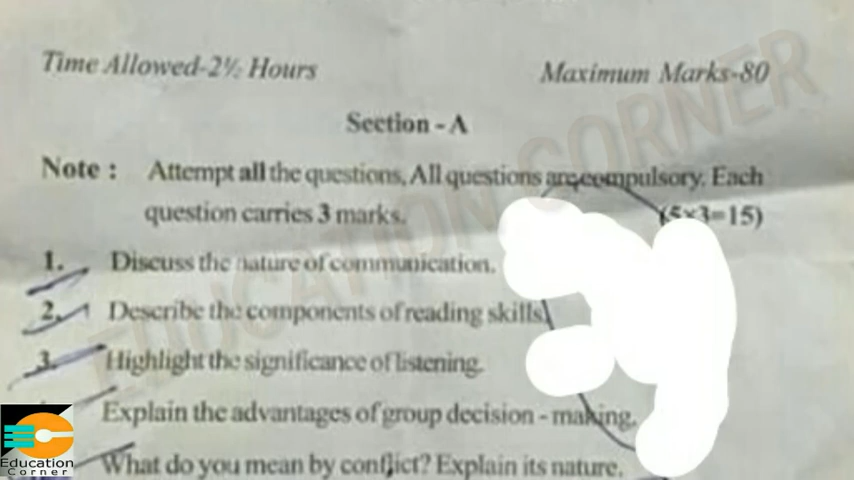 Time Allowed-2½ Hours Maximum Marks-80
Section - A
Note : Attempt all the questions, All questions are compulsory. Each
question carries 3 marks. (5×3=15)
1. Discuss the nature of communication.
2. Describe the components of reading skills.
3. Highlight the significance of listening.
Explain the advantages of group decision - making.
What do you mean by conflict? Explain its nature.
EDUCATION CORNER
Education
Corner